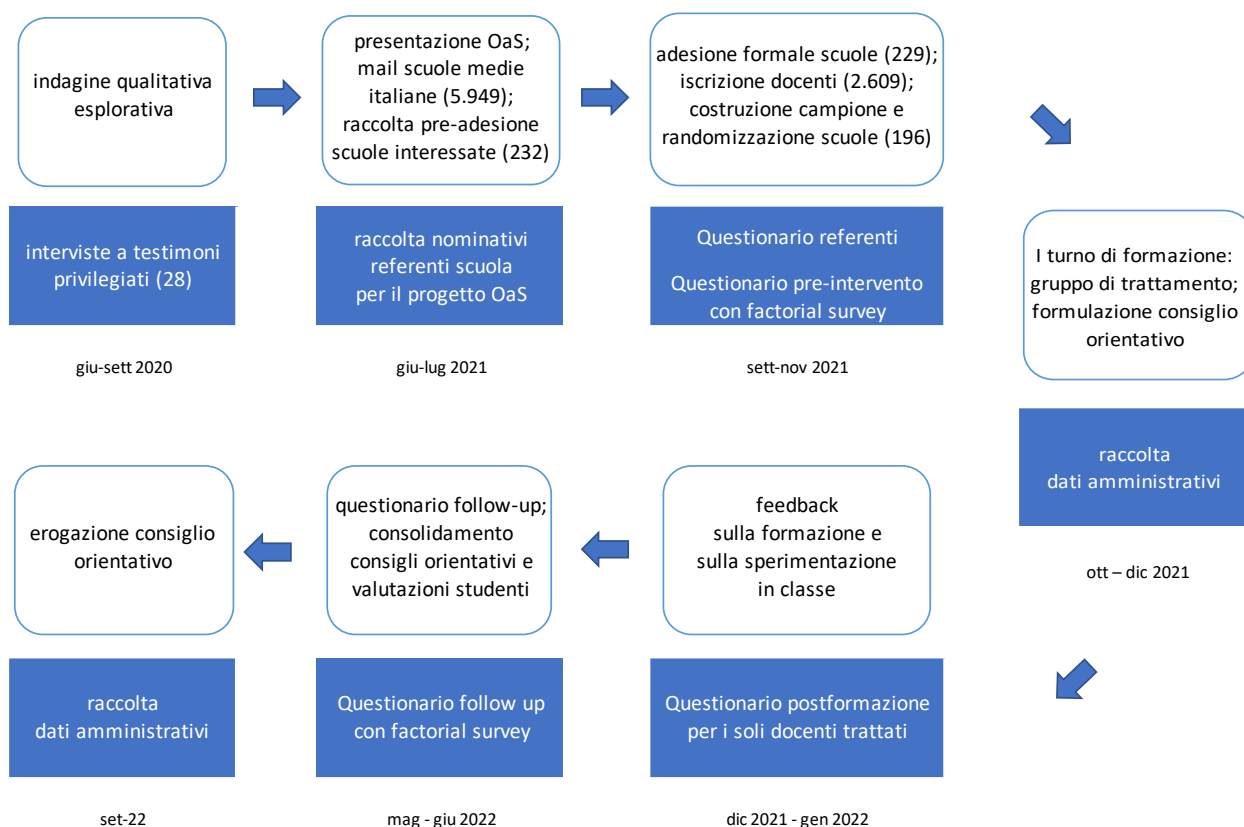 indagine qualitativa
esplorativa
interviste a testimoni
privilegiati (28)
giu-sett 2020
presentazione OaS;
mail scuole medie
italiane (5.949);
raccolta pre-adesione
scuole interessate (232)
raccolta nominativi
referenti scuola
per il progetto OaS
giu-lug 2021
adesione formale scuole (229);
iscrizione docenti (2.609);
costruzione campione e
randomizzazione scuole (196)
Questionario referenti
Questionario pre-intervento
con factorial survey
sett-nov 2021
I turno di formazione:
gruppo di trattamento;
formulazione consiglio
orientativo
raccolta
dati amministrativi
ott – dic 2021
feedback
sulla formazione e
sulla sperimentazione
in classe
Questionario postformazione
per i soli docenti trattati
dic 2021 - gen 2022
questionario follow-up;
consolidamento
consigli orientativi e
valutazioni studenti
Questionario follow up
con factorial survey
mag - giu 2022
erogazione consiglio
orientativo
raccolta
dati amministrativi
set-22